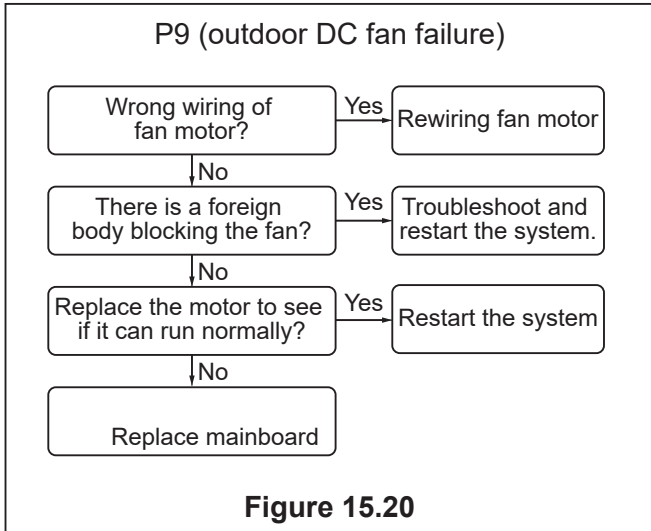 P9 (outdoor DC fan failure)
Wrong wiring of
fan motor?
Yes
Rewiring fan motor
No
There is a foreign
body blocking the fan?
Yes
Troubleshoot and
restart the system.
No
Replace the motor to see
if it can run normally?
Yes
Restart the system
No
Replace mainboard
Figure 15.20